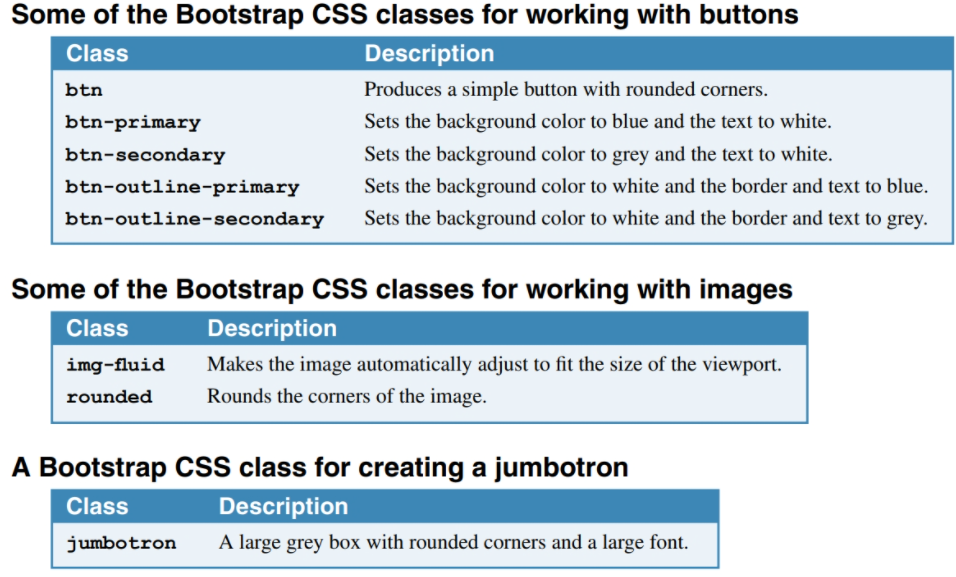 Some of the Bootstrap CSS classes for working with buttons
Class Description
btn Produces a simple button with rounded corners.
btn-primary Sets the background color to blue and the text to white.
btn-secondary Sets the background color to grey and the text to white.
btn-outline-primary Sets the background color to white and the border and text to blue.
btn-outline-secondary Sets the background color to white and the border and text to grey.
Some of the Bootstrap CSS classes for working with images
Class Description
img-fluid Makes the image automatically adjust to fit the size of the viewport.
rounded Rounds the corners of the image.
A Bootstrap CSS class for creating a jumbotron
Class Description
jumbotron A large grey box with rounded corners and a large font.